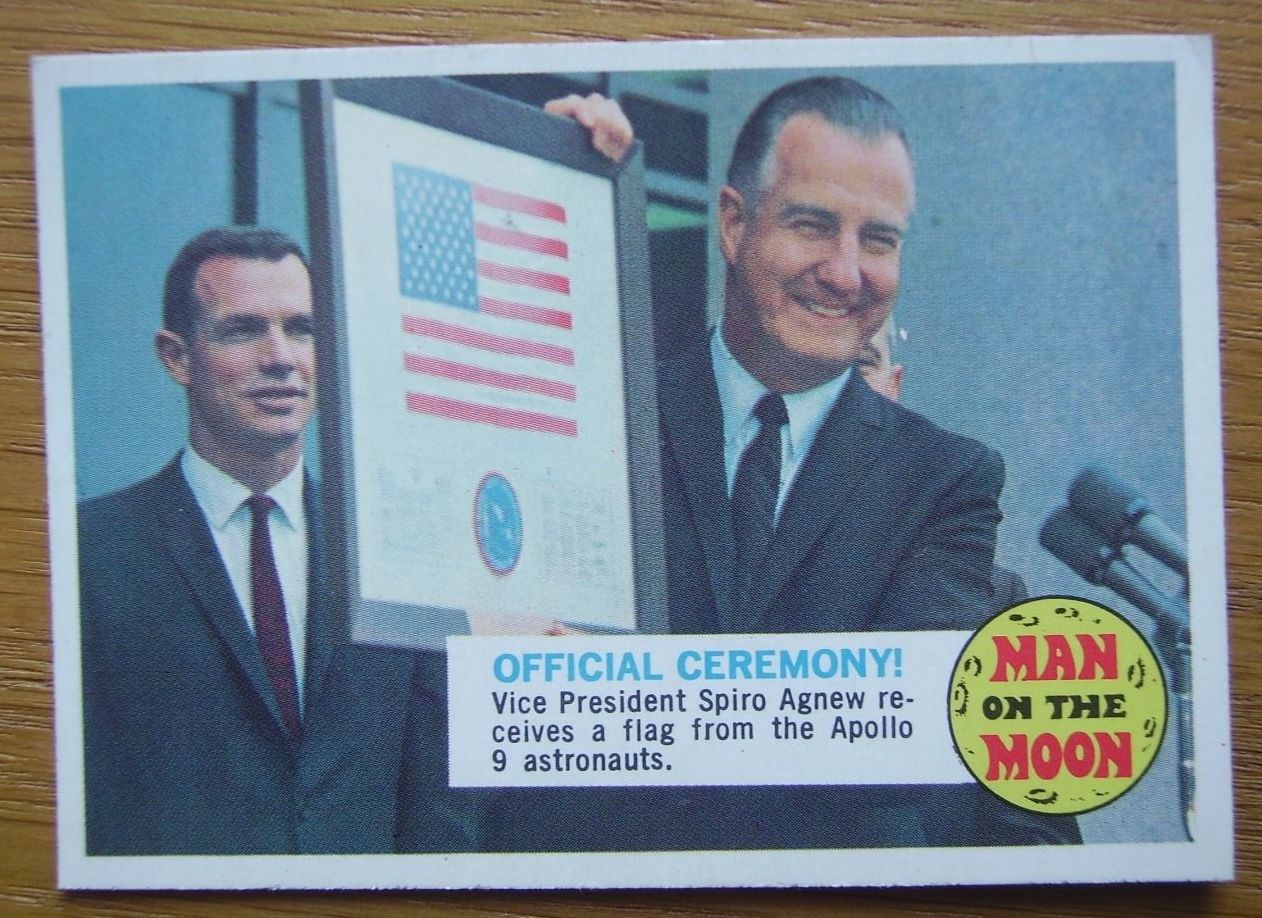 OFFICIAL CEREMONY!
Vice President Spiro Agnew re-
ceives a flag from the Apollo
9 astronauts.
MAN
ON THE
MOON